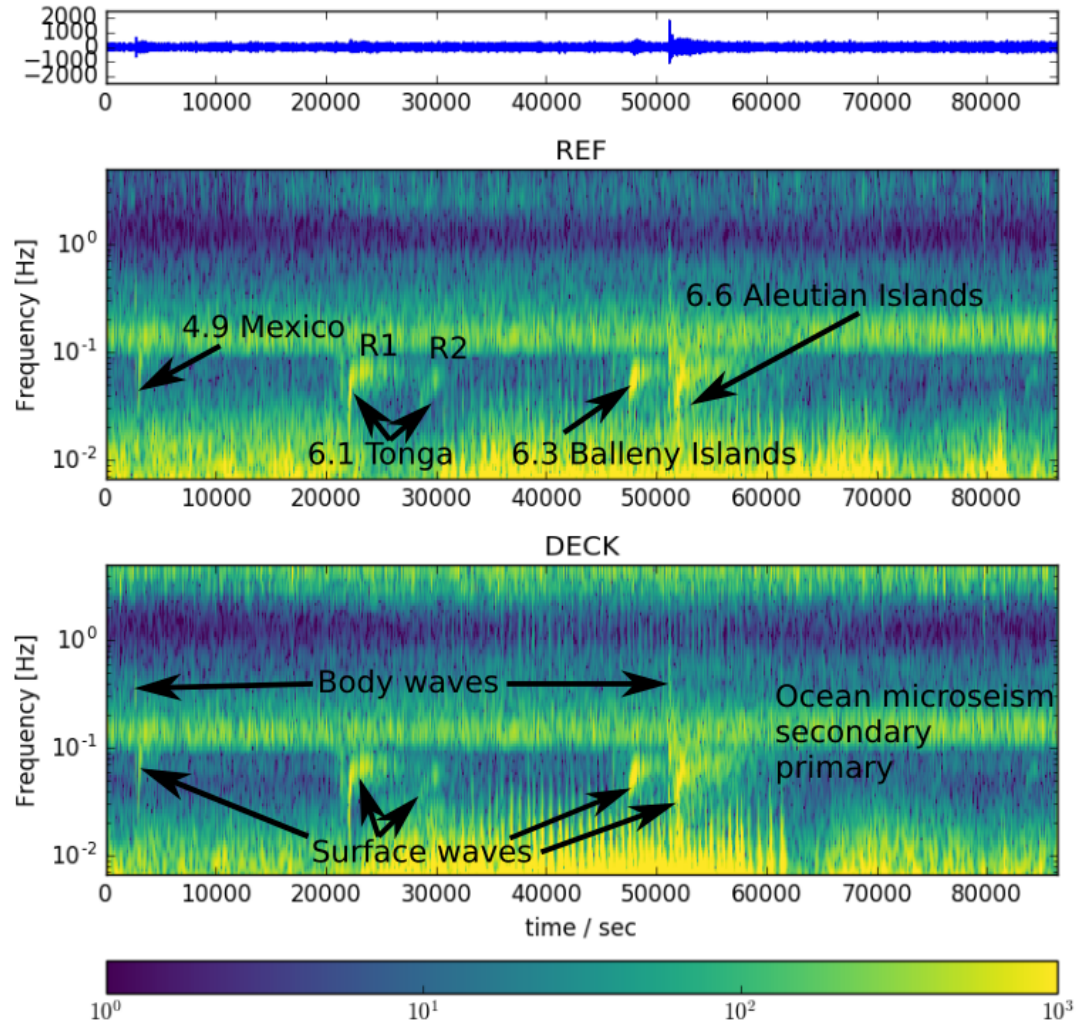 2000
1000
0
−1000
−2000
0 10000 20000 30000 40000 50000 60000 70000 80000
REF
Frequency [Hz]
10⁰
10⁻¹
10⁻²
4.9 Mexico
R1
R2
6.6 Aleutian Islands
6.1 Tonga
6.3 Balleny Islands
0 10000 20000 30000 40000 50000 60000 70000 80000
DECK
Frequency [Hz]
10⁰
10⁻¹
10⁻²
Body waves
Ocean microseism
secondary
primary
Surface waves
0 10000 20000 30000 40000 50000 60000 70000 80000
time / sec
10⁰ 10¹ 10² 10³